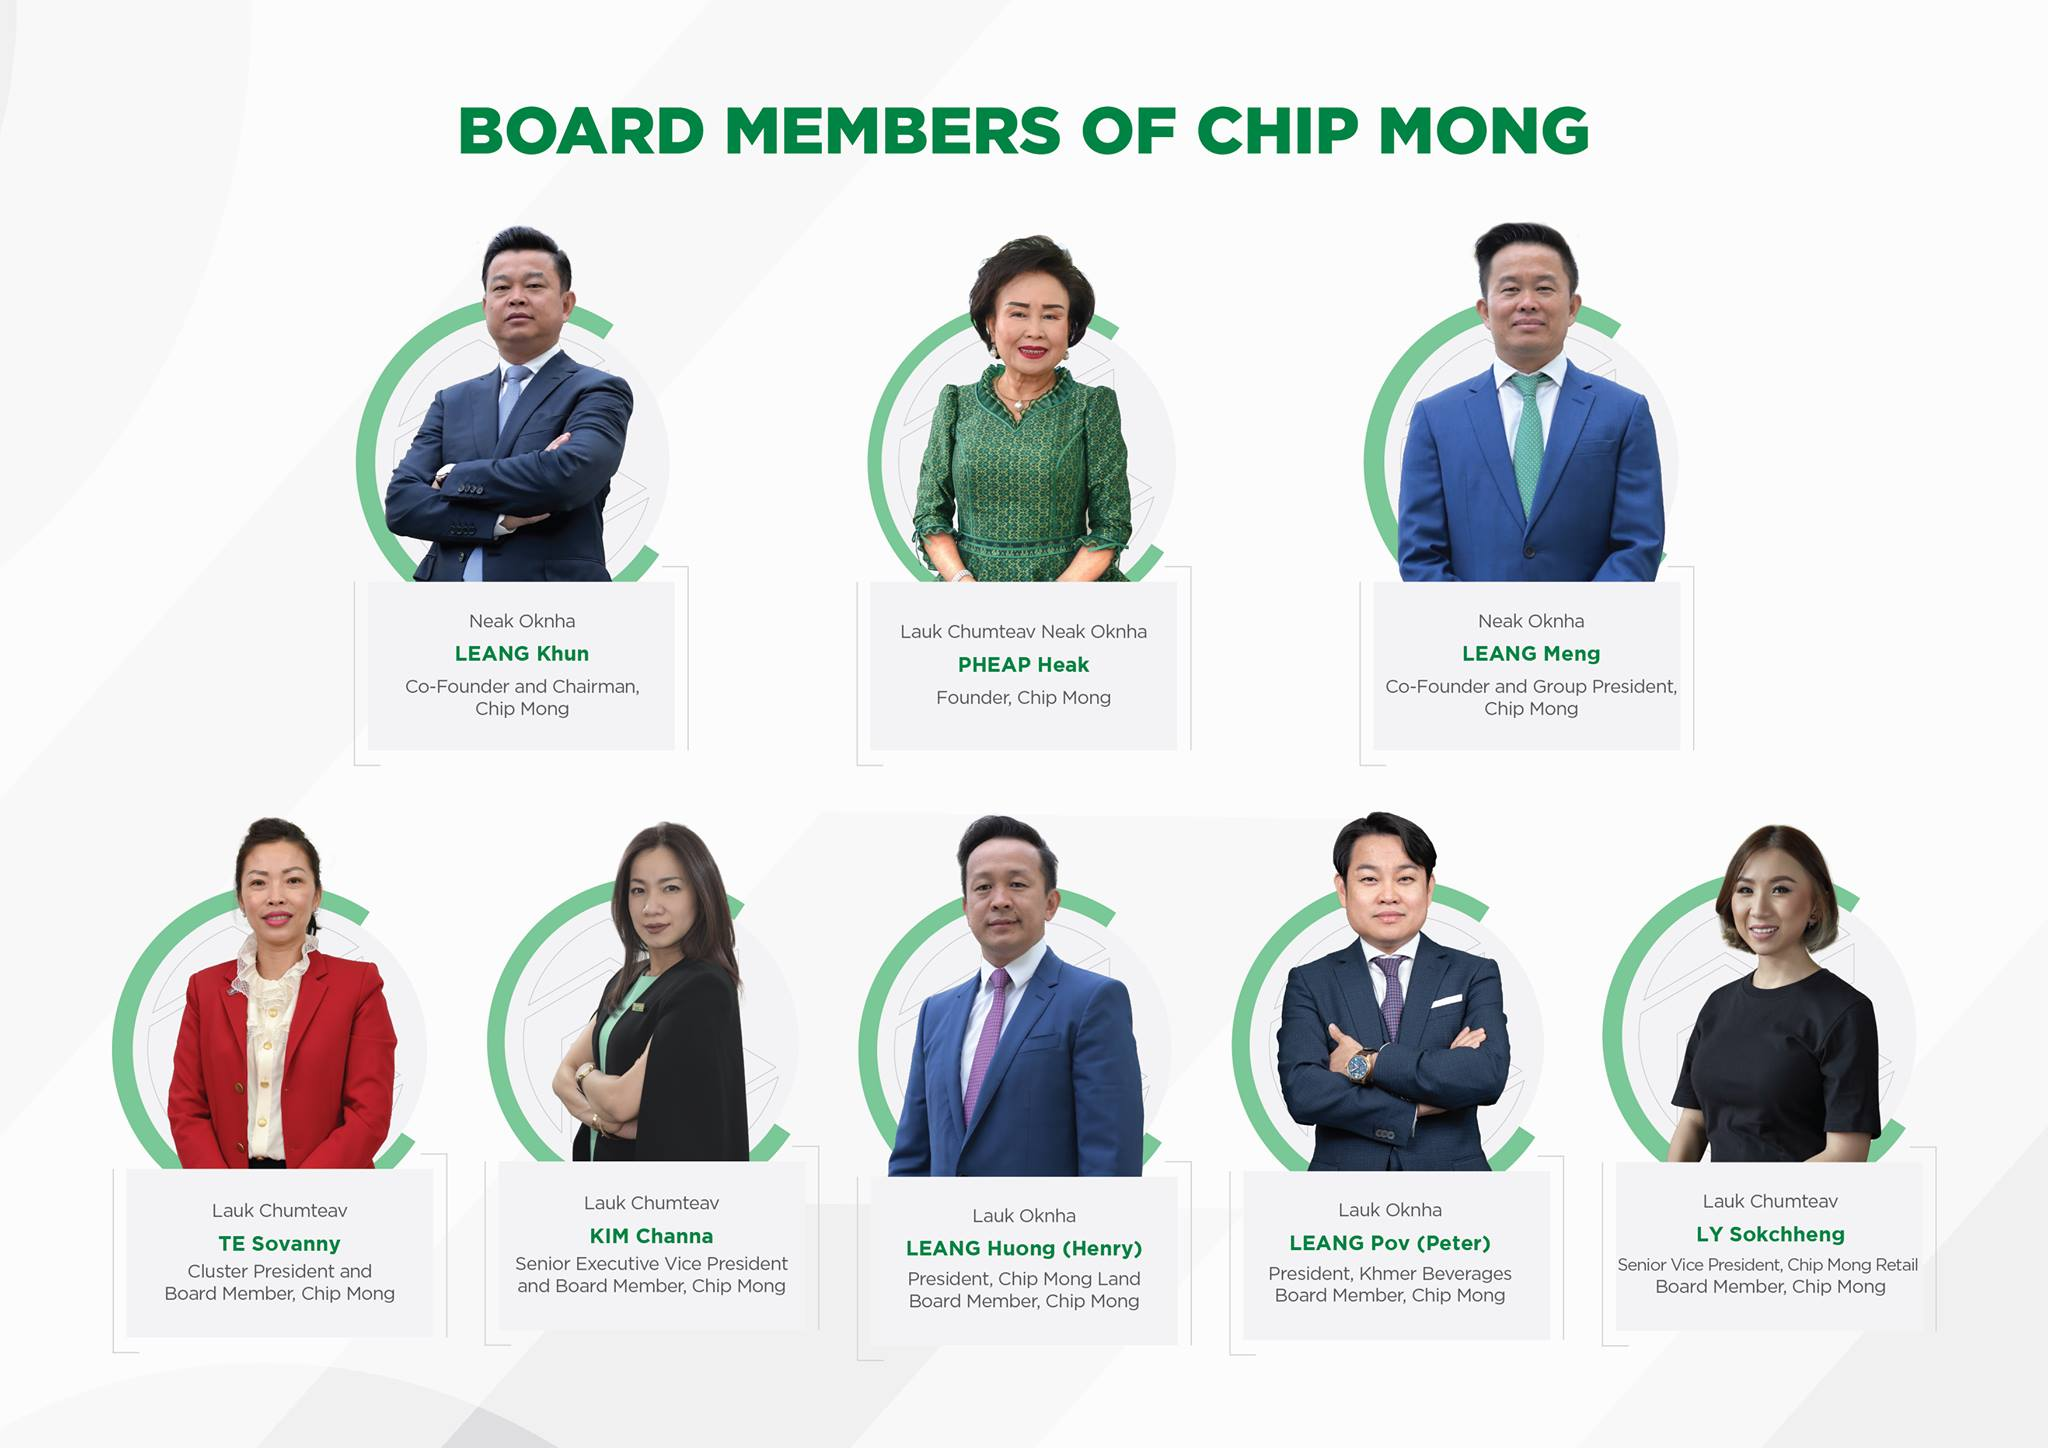 BOARD MEMBERS OF CHIP MONG
Neak Oknha
LEANG Khun
Co-Founder and Chairman,
Chip Mong
Lauk Chumteav Neak Oknha
PHEAP Heak
Founder, Chip Mong
Neak Oknha
LEANG Meng
Co-Founder and Group President,
Chip Mong
Lauk Chumteav
TE Sovanny
Cluster President and
Board Member, Chip Mong
Lauk Chumteav
KIM Channa
Senior Executive Vice President
and Board Member, Chip Mong
Lauk Oknha
LEANG Huong (Henry)
President, Chip Mong Land
Board Member, Chip Mong
Lauk Oknha
LEANG Pov (Peter)
President, Khmer Beverages
Board Member, Chip Mong
Lauk Chumteav
LY Sokchheng
Senior Vice President, Chip Mong Retail
Board Member, Chip Mong